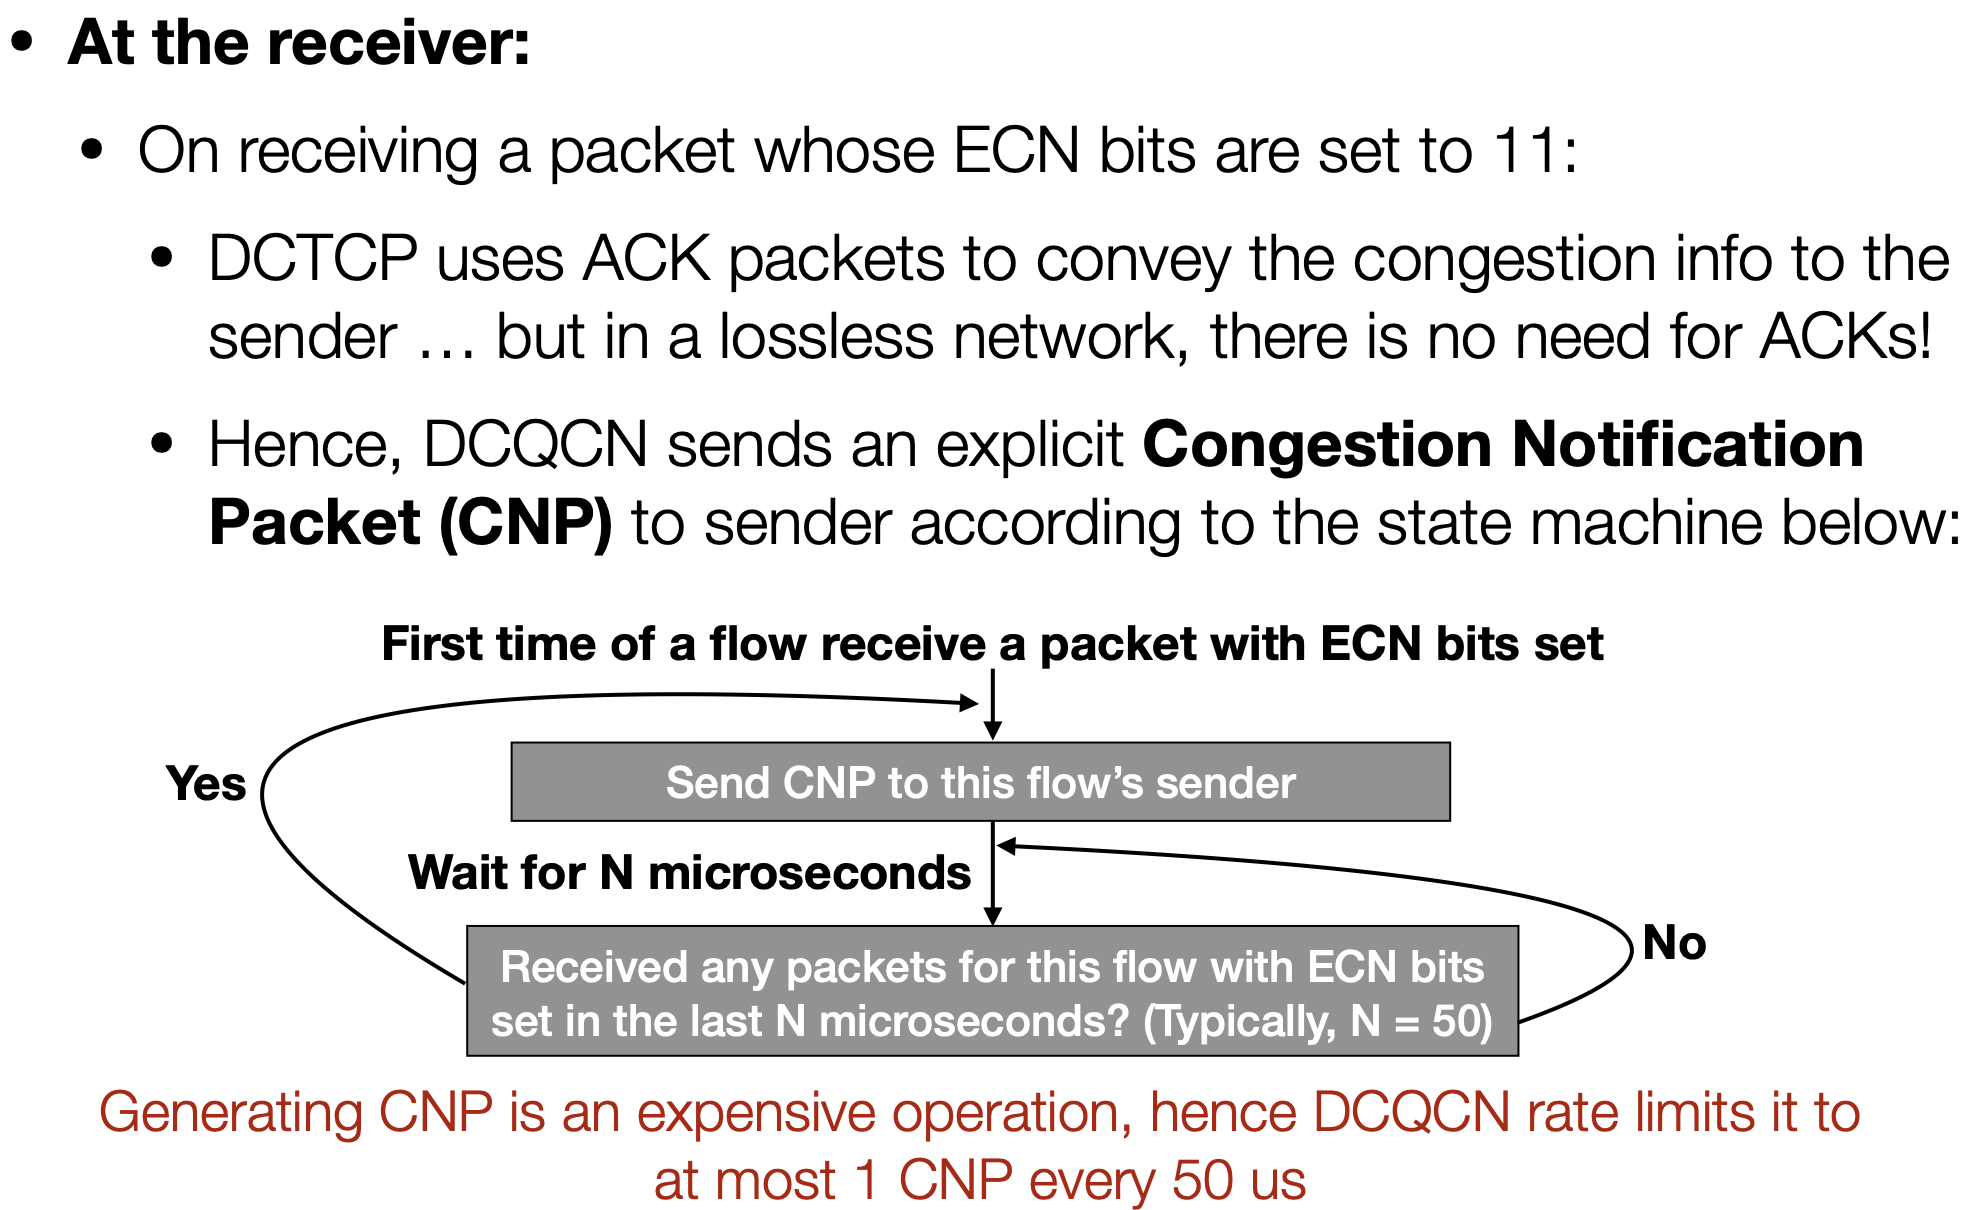 • At the receiver:
• On receiving a packet whose ECN bits are set to 11:
• DCTCP uses ACK packets to convey the congestion info to the
sender … but in a lossless network, there is no need for ACKs!
• Hence, DCQCN sends an explicit Congestion Notification
Packet (CNP) to sender according to the state machine below:
First time of a flow receive a packet with ECN bits set
Yes
Send CNP to this flow’s sender
Wait for N microseconds
No
Received any packets for this flow with ECN bits
set in the last N microseconds? (Typically, N = 50)
Generating CNP is an expensive operation, hence DCQCN rate limits it to
at most 1 CNP every 50 us